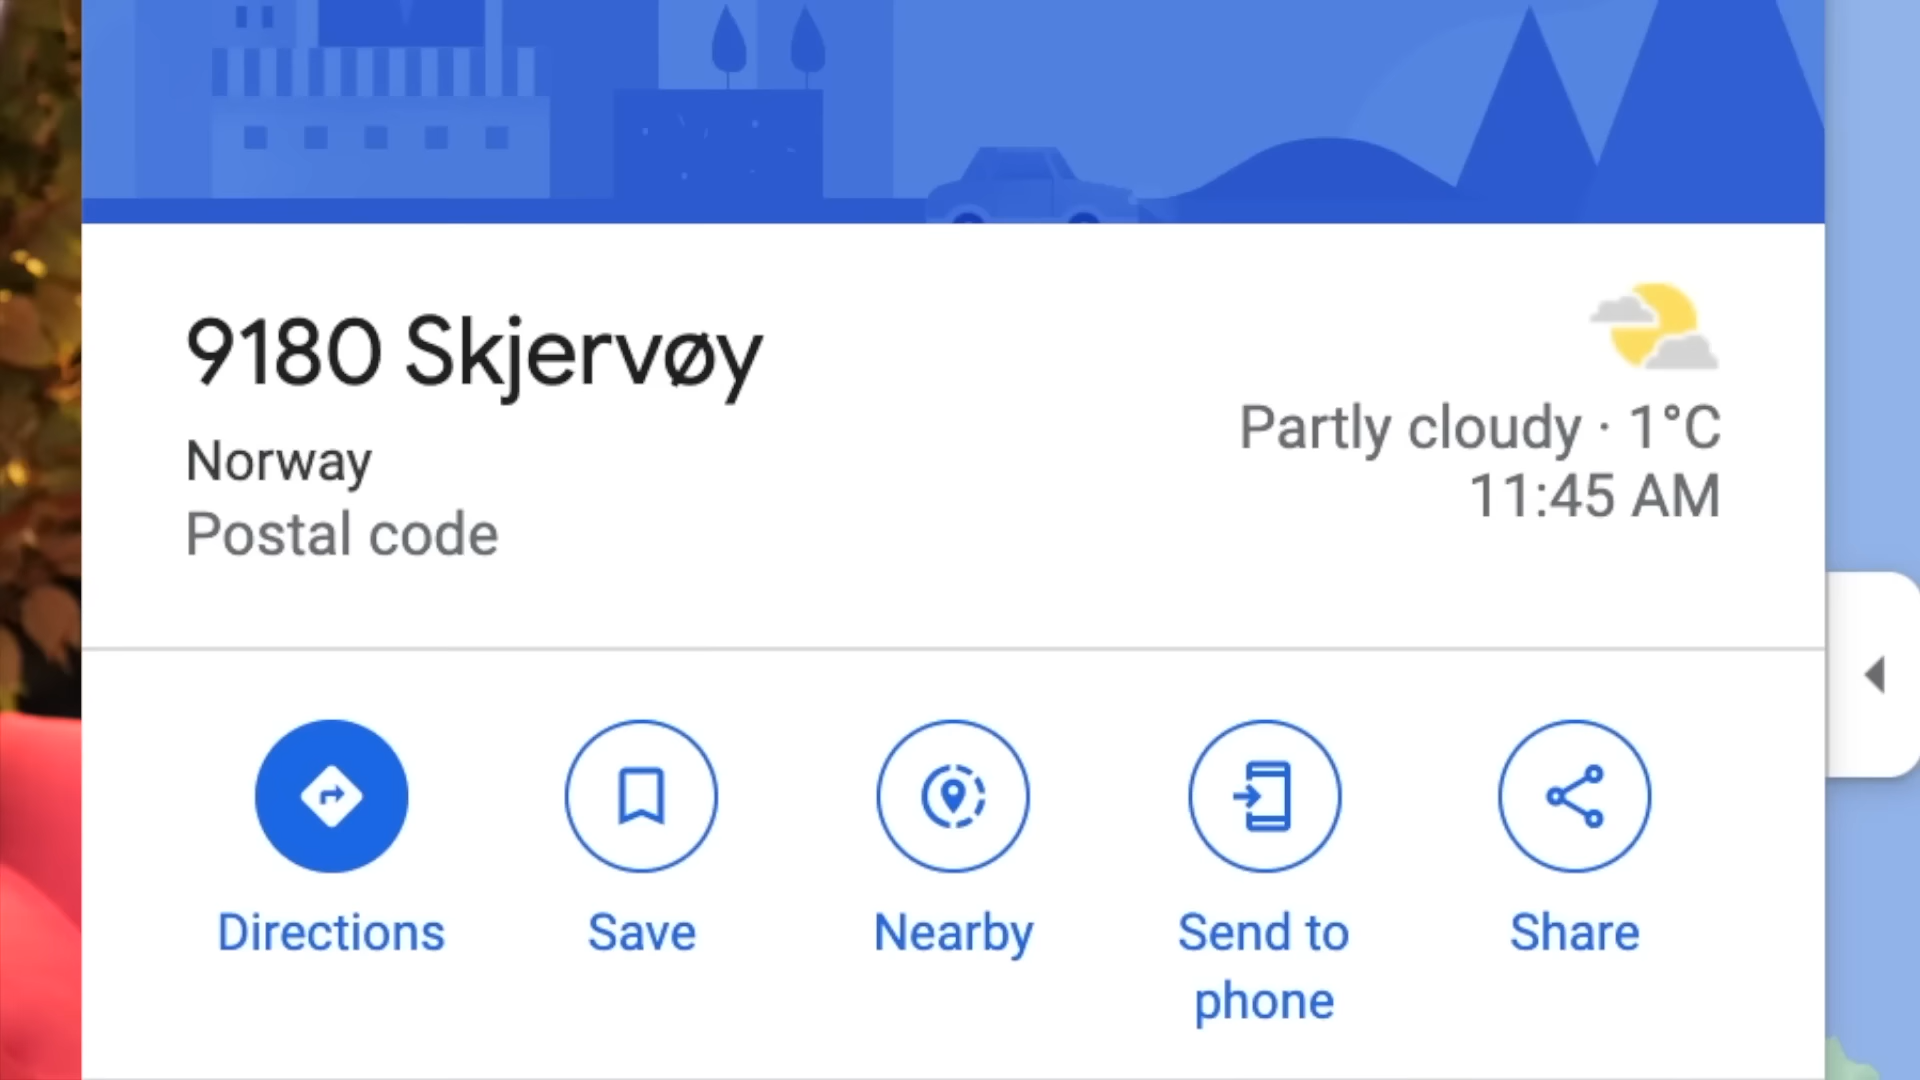 9180 Skjervøy
Norway
Postal code
Partly cloudy · 1°C
11:45 AM
Directions
Save
Nearby
Send to
phone
Share